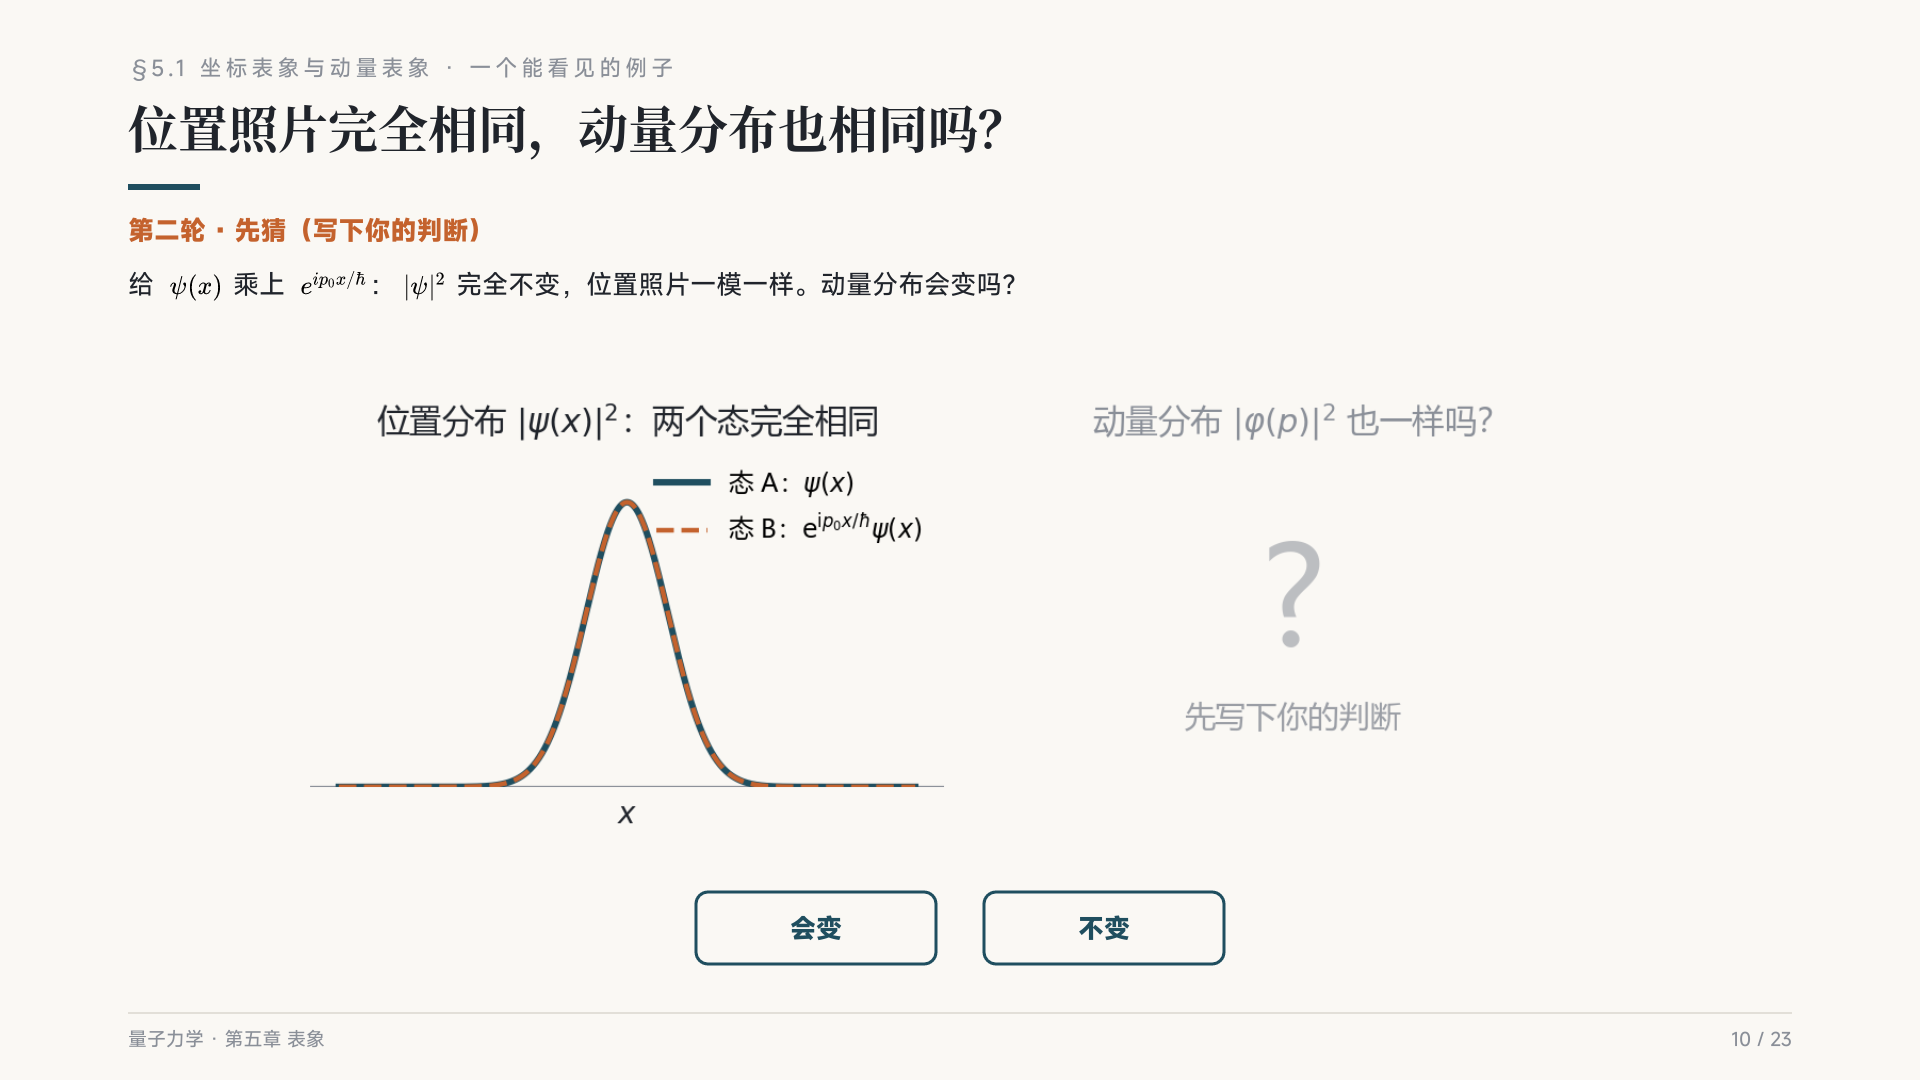 §5.1 坐标表象与动量表象 · 一个能看见的例子
位置照片完全相同，动量分布也相同吗？
第二轮 · 先猜（写下你的判断）
给 ψ(x) 乘上 e^{ip₀x/ħ}： |ψ|² 完全不变，位置照片一模一样。动量分布会变吗？
位置分布 |ψ(x)|²：两个态完全相同
态 A：ψ(x)
态 B：e^{ip₀x/ħ}ψ(x)
x
动量分布 |φ(p)|² 也一样吗？
?
先写下你的判断
会变
不变
量子力学 · 第五章 表象
10 / 23